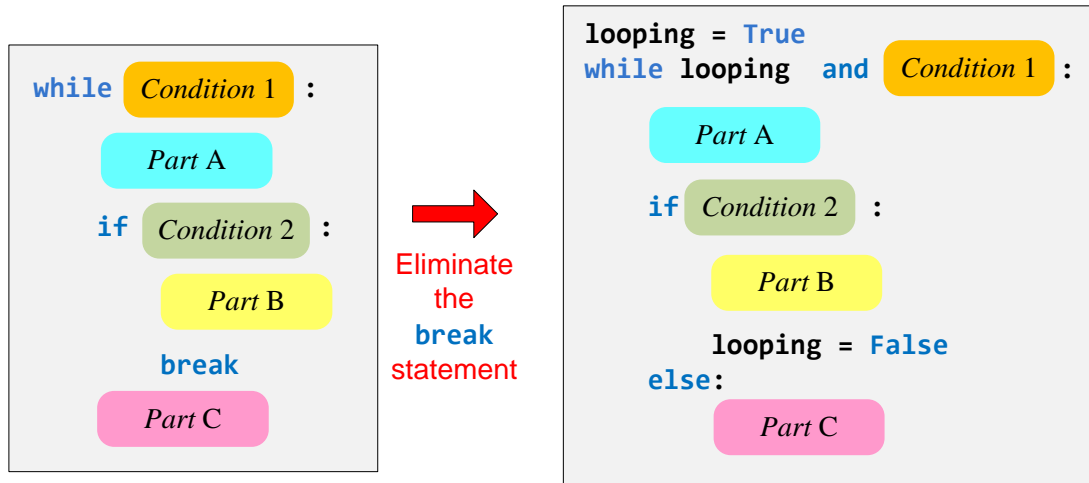 while Condition 1 :
Part A
if Condition 2 :
Part B
break
Part C
Eliminate
the
break
statement
looping = True
while looping and Condition 1 :
Part A
if Condition 2 :
Part B
looping = False
else:
Part C